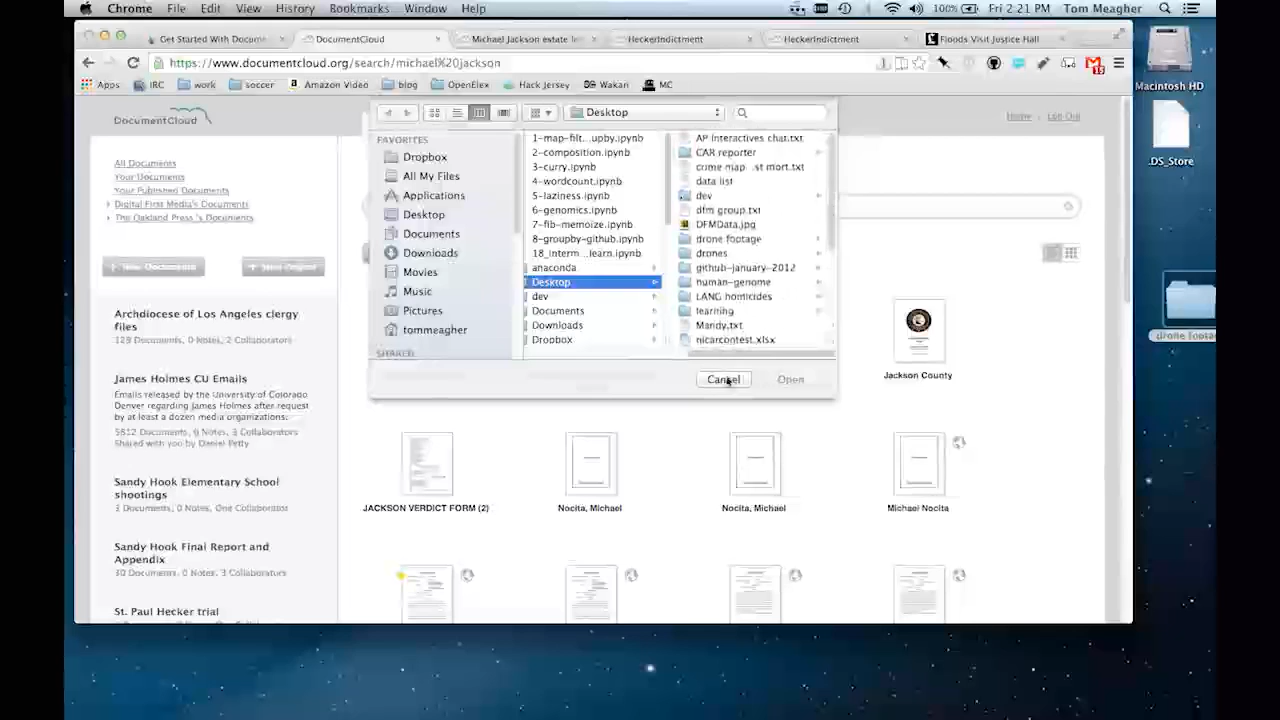 Chrome File Edit View History Bookmarks Window Help 100% Fri 2:21 PM Tom Meagher
Get Started With Docume DocumentCloud Michael Jackson estate le HeckerIndictment HeckerIndictment Floods Visit Justice Hall
https://www.documentcloud.org/search/michael%20jackson
15
Apps IRC work soccer Amazon Video blog OpenElex Hack Jersey Wakari MC
Macintosh HD
.DS_Store
drone footag
DocumentCloud
Home Log Out
All Documents
Your Documents
Your Published Documents
Digital First Media's Documents
The Oakland Press 's Documents
New Documents New Project
Archdiocese of Los Angeles clergy
files
129 Documents, 0 Notes, 2 Collaborators
James Holmes CU Emails
Emails released by the University of Colorado
Denver regarding James Holmes after request
by at least a dozen media organizations.
5812 Documents, 0 Notes, 3 Collaborators
Shared with you by Daniel Petty
Sandy Hook Elementary School
shootings
3 Documents, 0 Notes, One Collaborator
Sandy Hook Final Report and
Appendix
30 Documents, 0 Notes, 3 Collaborators
St. Paul Hecker trial
Desktop
FAVORITES
Dropbox
All My Files
Applications
Desktop
Documents
Downloads
Movies
Music
Pictures
tommeagher
SHARED
1-map-filt...upby.ipynb
2-composition.ipynb
3-curry.ipynb
4-wordcount.ipynb
5-laziness.ipynb
6-genomics.ipynb
7-fib-memoize.ipynb
8-groupby-github.ipynb
18_Interm...learn.ipynb
anaconda
Desktop
dev
Documents
Downloads
Dropbox
AP Interactives chat.txt
CAR reporter
crime map ...st mort.txt
data list
dev
dfm group.txt
DFMData.jpg
drone footage
drones
github-january-2012
human-genome
LANG homicides
learning
Mandy.txt
nicarcontest.xlsx
Cancel Open
Jackson County
JACKSON VERDICT FORM (2) Nocita, Michael Nocita, Michael Michael Nocita